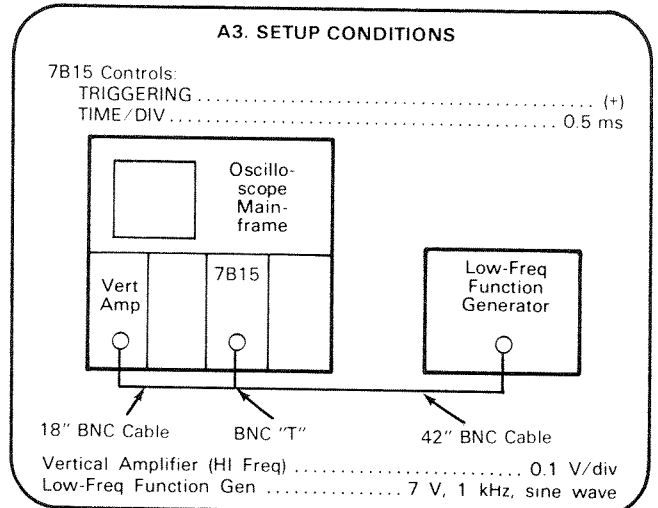 A3. SETUP CONDITIONS
7B15 Controls:
TRIGGERING ............................................. (+)
TIME/DIV ............................................. 0.5 ms
Oscillo-
scope
Main-
frame
Vert
Amp
7B15
Low-Freq
Function
Generator
18" BNC Cable
BNC "T"
42" BNC Cable
Vertical Amplifier (HI Freq) ......................... 0.1 V/div
Low-Freq Function Gen .............. 7 V, 1 kHz, sine wave